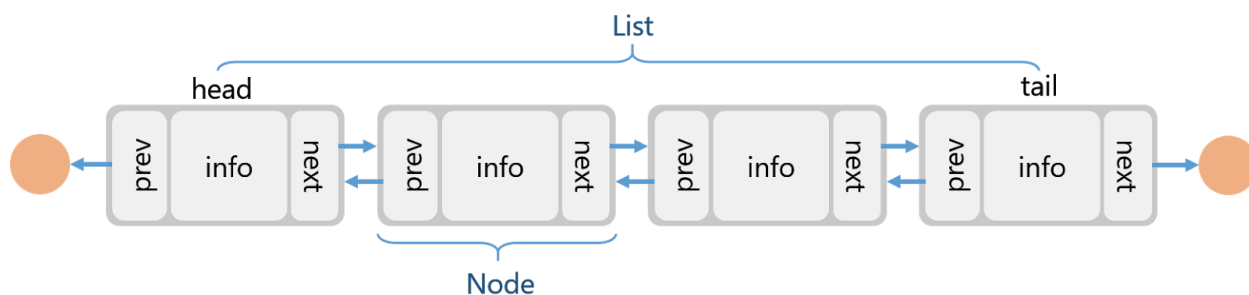 List
head
tail
prev info next prev info next prev info next prev info next
Node